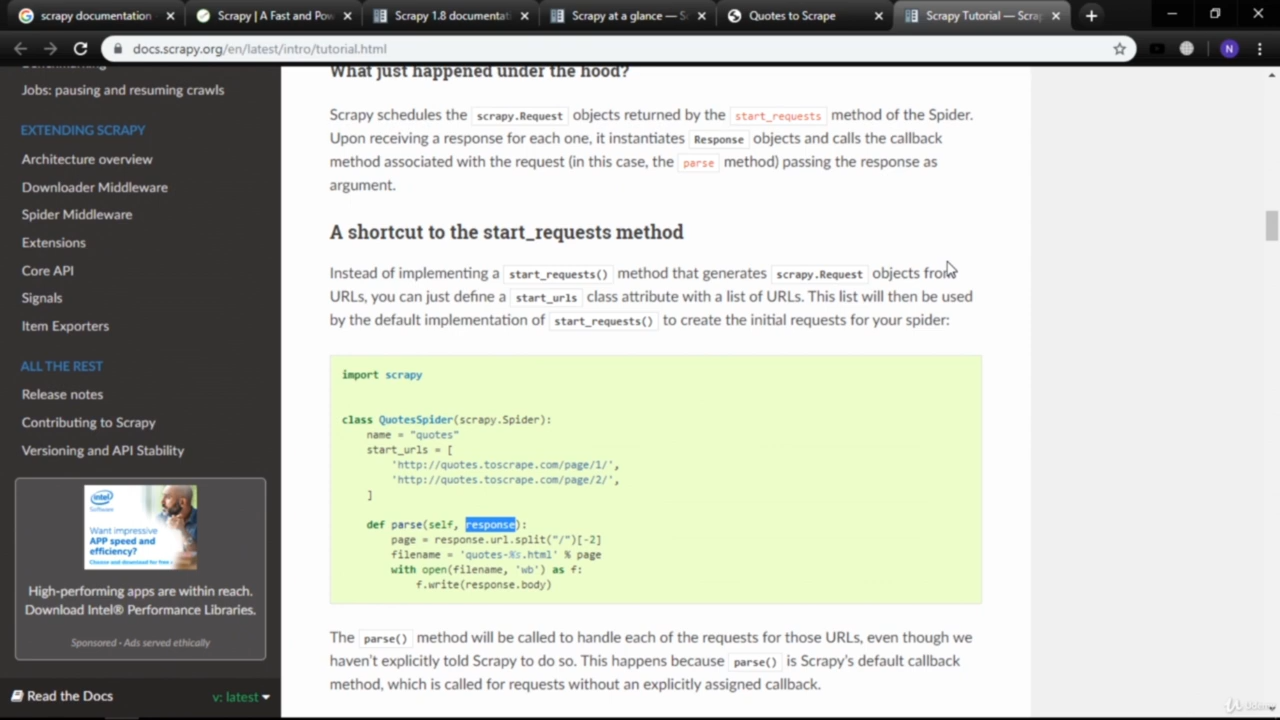 scrapy documentation
Scrapy | A Fast and Pow
Scrapy 1.8 documentati
Scrapy at a glance — Sc
Quotes to Scrape
Scrapy Tutorial — Scrap
docs.scrapy.org/en/latest/intro/tutorial.html
N
Jobs: pausing and resuming crawls
EXTENDING SCRAPY
Architecture overview
Downloader Middleware
Spider Middleware
Extensions
Core API
Signals
Item Exporters
ALL THE REST
Release notes
Contributing to Scrapy
Versioning and API Stability
intel
Software
Want impressive
APP speed and
efficiency?
High-performing apps are within reach.
Download Intel® Performance Libraries.
Sponsored · Ads served ethically
Read the Docs
v: latest
What just happened under the hood?
Scrapy schedules the scrapy.Request objects returned by the start_requests method of the Spider.
Upon receiving a response for each one, it instantiates Response objects and calls the callback
method associated with the request (in this case, the parse method) passing the response as
argument.
A shortcut to the start_requests method
Instead of implementing a start_requests() method that generates scrapy.Request objects from
URLs, you can just define a start_urls class attribute with a list of URLs. This list will then be used
by the default implementation of start_requests() to create the initial requests for your spider:
import scrapy
class QuotesSpider(scrapy.Spider):
name = "quotes"
start_urls = [
'http://quotes.toscrape.com/page/1/',
'http://quotes.toscrape.com/page/2/',
]
def parse(self, response):
page = response.url.split("/")[-2]
filename = 'quotes-%s.html' % page
with open(filename, 'wb') as f:
f.write(response.body)
The parse() method will be called to handle each of the requests for those URLs, even though we
haven't explicitly told Scrapy to do so. This happens because parse() is Scrapy's default callback
method, which is called for requests without an explicitly assigned callback.